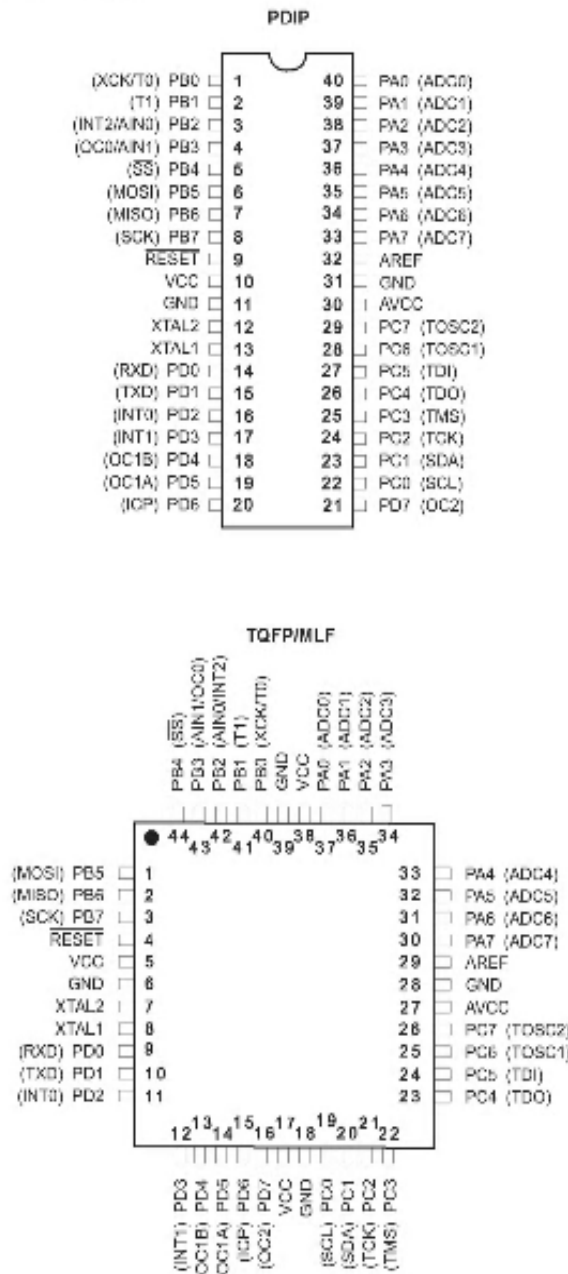 PDIP
(XCK/T0) PB0 1 40 PA0 (ADC0)
(T1) PB1 2 39 PA1 (ADC1)
(INT2/AIN0) PB2 3 38 PA2 (ADC2)
(OC0/AIN1) PB3 4 37 PA3 (ADC3)
(SS) PB4 5 36 PA4 (ADC4)
(MOSI) PB5 6 35 PA5 (ADC5)
(MISO) PB6 7 34 PA6 (ADC6)
(SCK) PB7 8 33 PA7 (ADC7)
RESET 9 32 AREF
VCC 10 31 GND
GND 11 30 AVCC
XTAL2 12 29 PC7 (TOSC2)
XTAL1 13 28 PC6 (TOSC1)
(RXD) PD0 14 27 PC5 (TDI)
(TXD) PD1 15 26 PC4 (TDO)
(INT0) PD2 16 25 PC3 (TMS)
(INT1) PD3 17 24 PC2 (TCK)
(OC1B) PD4 18 23 PC1 (SDA)
(OC1A) PD5 19 22 PC0 (SCL)
(ICP) PD6 20 21 PD7 (OC2)
TQFP/MLF
PB4 (SS)
PB3 (AIN1/OC0)
PB2 (AIN0/INT2)
PB1 (T1)
PB0 (XCK/T0)
GND
VCC
PA0 (ADC0)
PA1 (ADC1)
PA2 (ADC2)
PA3 (ADC3)
44 43 42 41 40 39 38 37 36 35 34
(MOSI) PB5 1 33 PA4 (ADC4)
(MISO) PB6 2 32 PA5 (ADC5)
(SCK) PB7 3 31 PA6 (ADC6)
RESET 4 30 PA7 (ADC7)
VCC 5 29 AREF
GND 6 28 GND
XTAL2 7 27 AVCC
XTAL1 8 26 PC7 (TOSC2)
(RXD) PD0 9 25 PC6 (TOSC1)
(TXD) PD1 10 24 PC5 (TDI)
(INT0) PD2 11 23 PC4 (TDO)
12 13 14 15 16 17 18 19 20 21 22
(INT1) PD3
OC1B) PD4
OC1A) PD5
(ICP) PD6
(OC2) PD7
VCC
GND
(SCL) PC0
(SDA) PC1
(TCK) PC2
(TMS) PC3